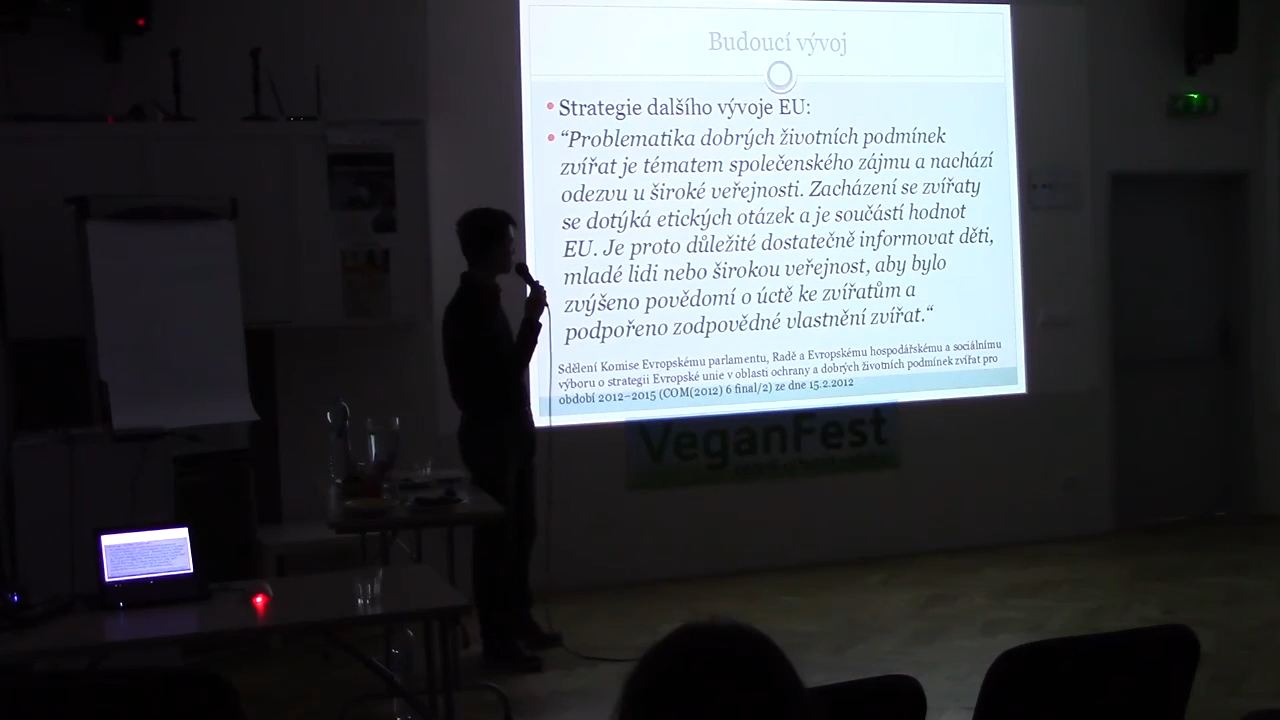 Budoucí vývoj
• Strategie dalšího vývoje EU:
• “Problematika dobrých životních podmínek
zvířat je tématem společenského zájmu a nachází
odezvu u široké veřejnosti. Zacházení se zvířaty
se dotýká etických otázek a je součástí hodnot
EU. Je proto důležité dostatečně informovat děti,
mladé lidi nebo širokou veřejnost, aby bylo
zvýšeno povědomí o úctě ke zvířatům a
podpořeno zodpovědné vlastnění zvířat.“
Sdělení Komise Evropskému parlamentu, Radě a Evropskému hospodářskému a sociálnímu
výboru o strategii Evropské unie v oblasti ochrany a dobrých životních podmínek zvířat pro
období 2012–2015 (COM(2012) 6 final/2) ze dne 15.2.2012
VeganFest